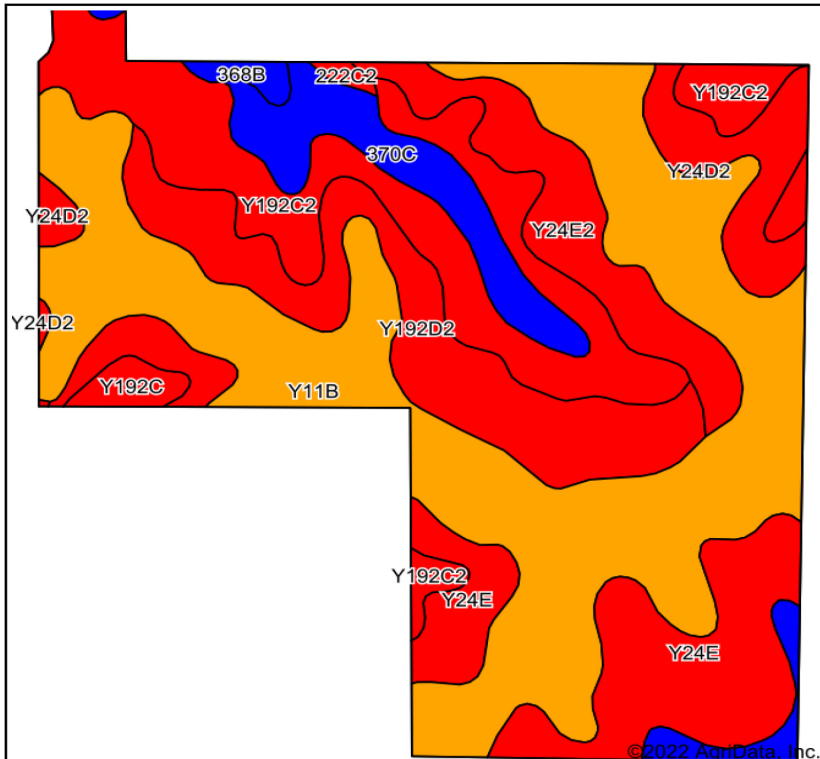 368B
222C2
Y192C2
370C
Y24D2
Y192C2
Y24D2
Y24E2
Y24D2
Y192D2
Y192C
Y11B
Y192C2
Y24E
Y24E
©2022 AgriData, Inc.